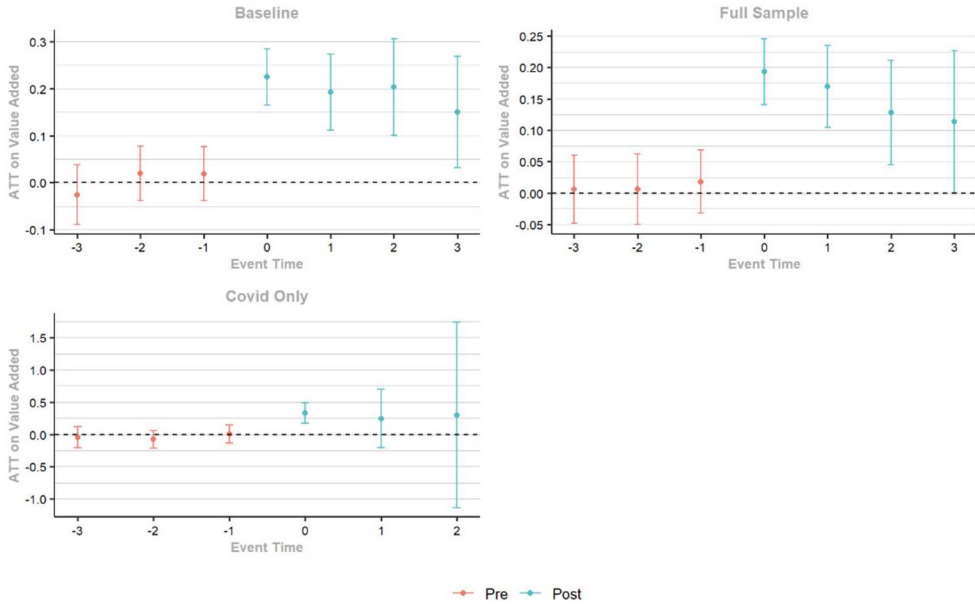 Baseline
ATT on Value Added
0.3
0.2
0.1
0.0
-0.1
-3 -2 -1 0 1 2 3
Event Time
Full Sample
ATT on Value Added
0.25
0.20
0.15
0.10
0.05
0.00
-0.05
-3 -2 -1 0 1 2 3
Event Time
Covid Only
ATT on Value Added
1.5
1.0
0.5
0.0
-0.5
-1.0
-3 -2 -1 0 1 2
Event Time
Pre Post